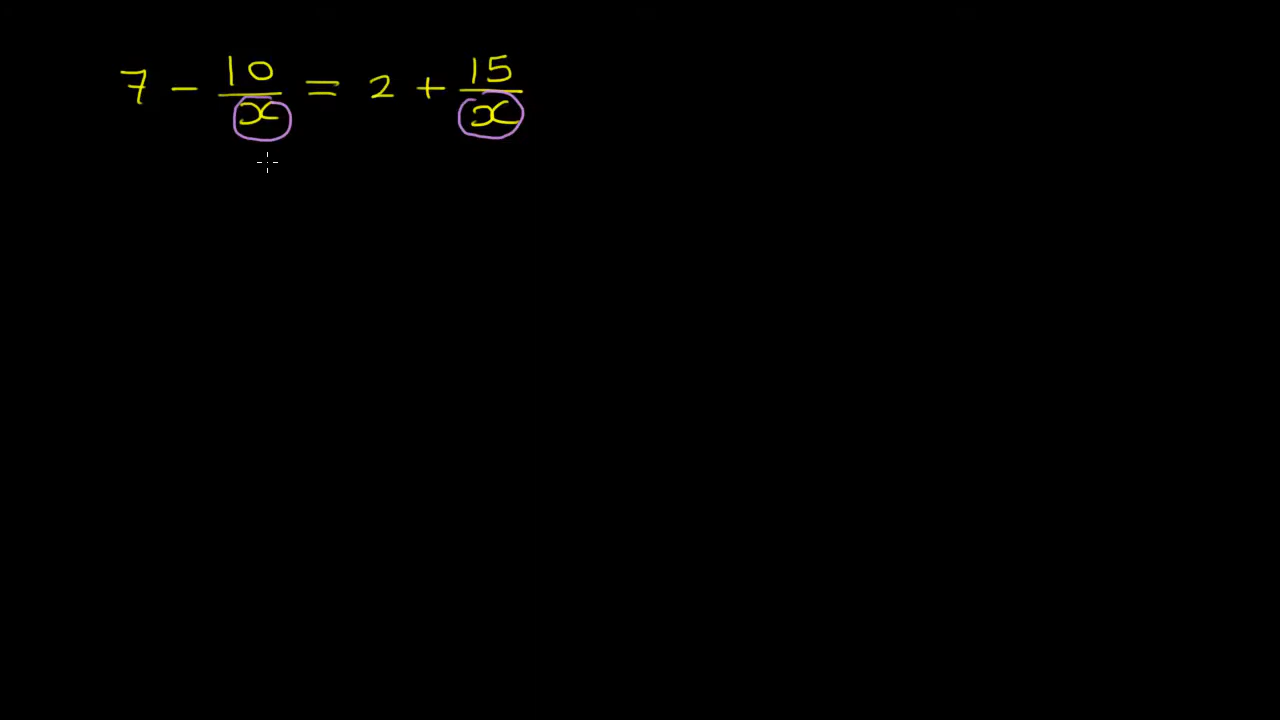 7 - 10/x = 2 + 15/x